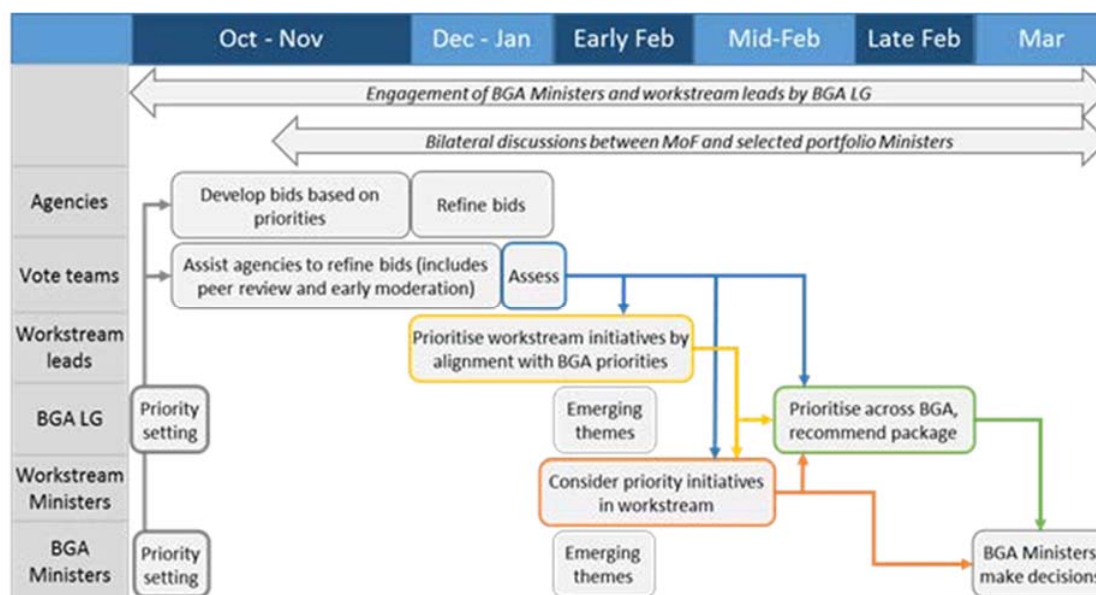 Oct - Nov
Dec - Jan
Early Feb
Mid-Feb
Late Feb
Mar
Engagement of BGA Ministers and workstream leads by BGA LG
Bilateral discussions between MoF and selected portfolio Ministers
Agencies
Develop bids based on
priorities
Refine bids
Vote teams
Assist agencies to refine bids (includes
peer review and early moderation)
Assess
Workstream
leads
Prioritise workstream initiatives by
alignment with BGA priorities
BGA LG
Priority
setting
Emerging
themes
Prioritise across BGA,
recommend package
Workstream
Ministers
Consider priority initiatives
in workstream
BGA
Ministers
Priority
setting
Emerging
themes
BGA Ministers
make decisions